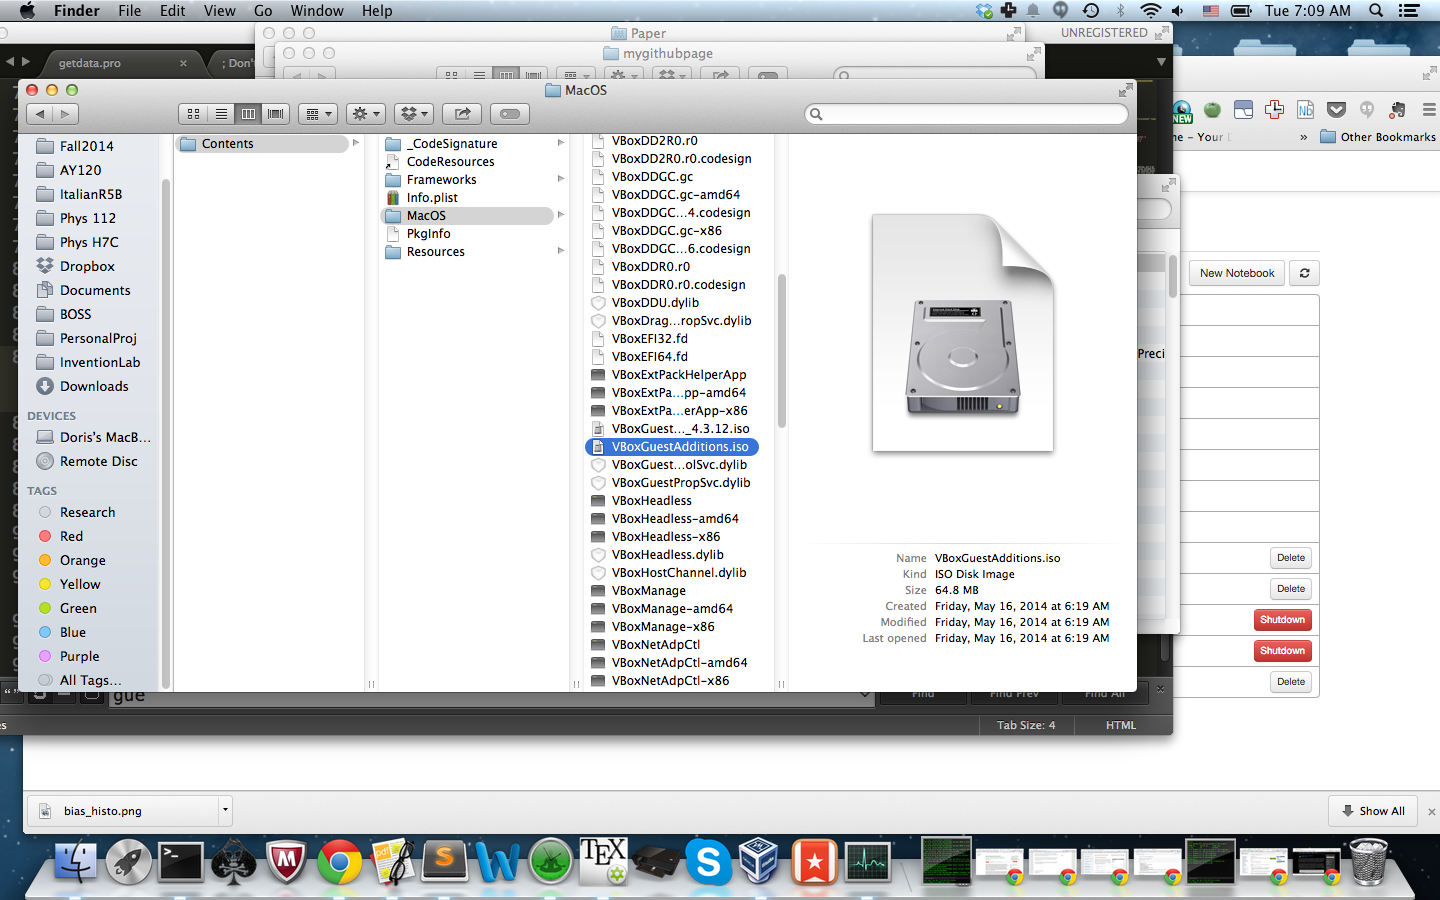 Finder File Edit View Go Window Help
Tue 7:09 AM
Paper
UNREGISTERED
getdata.pro
; Don'
mygithubpage
MacOS
NEW
Other Bookmarks
Fall2014
AY120
ItalianR5B
Phys 112
Phys H7C
Dropbox
Documents
BOSS
PersonalProj
InventionLab
Downloads
DEVICES
Doris's MacB...
Remote Disc
TAGS
Research
Red
Orange
Yellow
Green
Blue
Purple
All Tags...
Contents
_CodeSignature
CodeResources
Frameworks
Info.plist
MacOS
PkgInfo
Resources
VBoxDD2R0.r0
VBoxDD2R0.r0.codesign
VBoxDDGC.gc
VBoxDDGC.gc-amd64
VBoxDDGC...4.codesign
VBoxDDGC.gc-x86
VBoxDDGC...6.codesign
VBoxDDR0.r0
VBoxDDR0.r0.codesign
VBoxDDU.dylib
VBoxDrag...ropSvc.dylib
VBoxEFI32.fd
VBoxEFI64.fd
VBoxExtPackHelperApp
VBoxExtPa...pp-amd64
VBoxExtPa...erApp-x86
VBoxGuest..._4.3.12.iso
VBoxGuestAdditions.iso
VBoxGuest...olSvc.dylib
VBoxGuestPropSvc.dylib
VBoxHeadless
VBoxHeadless-amd64
VBoxHeadless-x86
VBoxHeadless.dylib
VBoxHostChannel.dylib
VBoxManage
VBoxManage-amd64
VBoxManage-x86
VBoxNetAdpCtl
VBoxNetAdpCtl-amd64
VBoxNetAdpCtl-x86
Name VBoxGuestAdditions.iso
Kind ISO Disk Image
Size 64.8 MB
Created Friday, May 16, 2014 at 6:19 AM
Modified Friday, May 16, 2014 at 6:19 AM
Last opened Friday, May 16, 2014 at 6:19 AM
New Notebook
Preci
Delete
Delete
Shutdown
Shutdown
Delete
gue
Find
Find Prev
Find All
Tab Size: 4
HTML
bias_histo.png
Show All
TEX